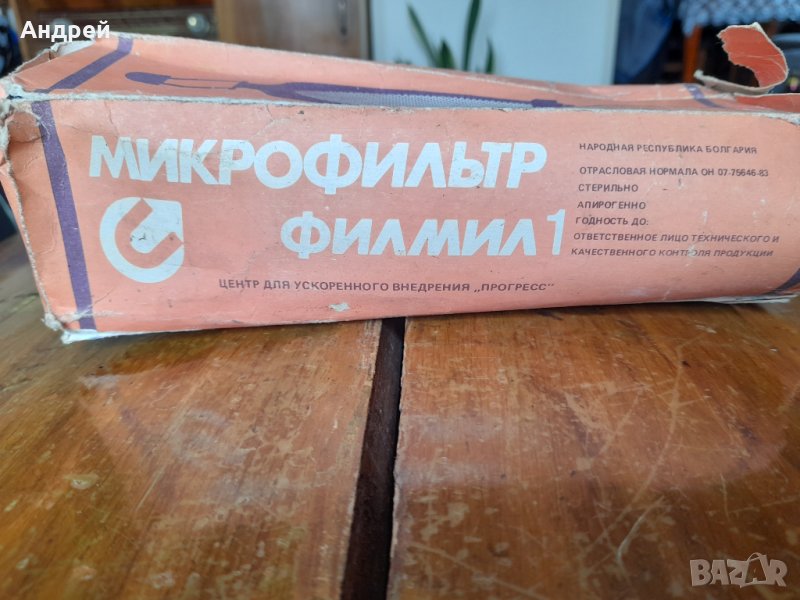 Андрей
МИКРОФИЛЬТР
ФИЛМИЛ 1
ЦЕНТР ДЛЯ УСКОРЕННОГО ВНЕДРЕНИЯ „ПРОГРЕСС"
НАРОДНАЯ РЕСПУБЛИКА БОЛГАРИЯ
ОТРАСЛОВАЯ НОРМАЛА ОН 07-75646-83
СТЕРИЛЬНО
АПИРОГЕННО
ГОДНОСТЬ ДО:
ОТВЕТСТВЕННОЕ ЛИЦО ТЕХНИЧЕСКОГО И
КАЧЕСТВЕННОГО КОНТРОЛЯ ПРОДУКЦИИ
BAZAR